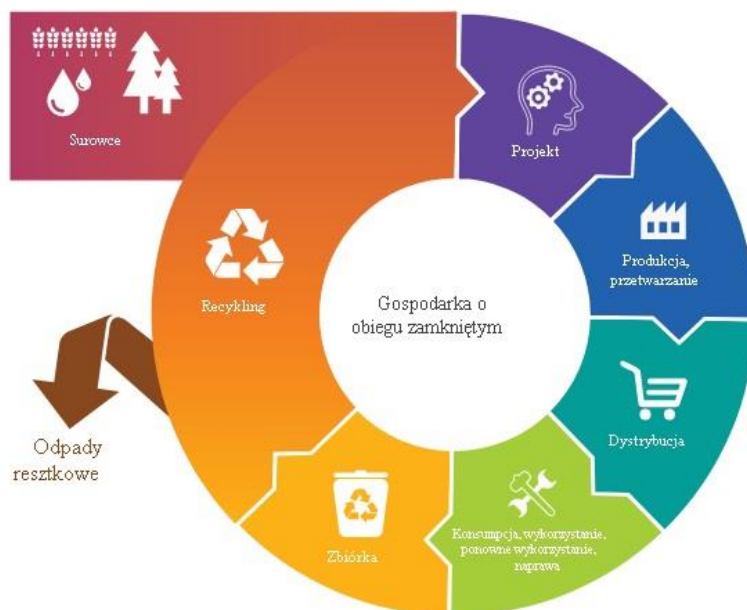 Surowce
Projekt
Produkcja,
przetwarzanie
Dystrybucja
Konsumpcja, wykorzystanie,
ponowne wykorzystanie,
naprawa
Zbiórka
Recykling
Odpady
resztkowe
Gospodarka o
obiegu zamkniętym